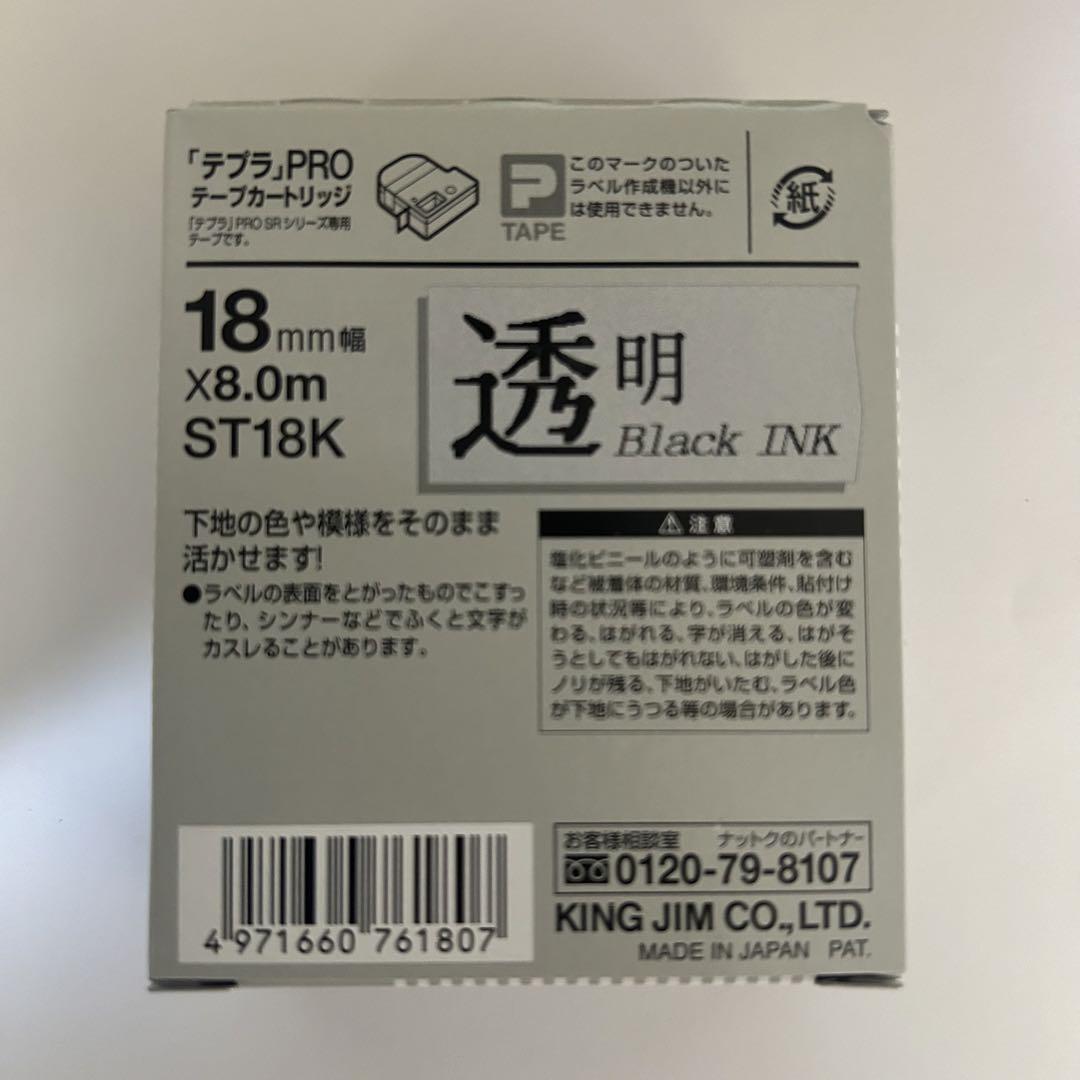 「テプラ」PRO
テープカートリッジ
「テプラ」PRO SRシリーズ専用
テープです。
P
TAPE
このマークのついた
ラベル作成機以外に
は使用できません。
紙
18mm幅
X8.0m
ST18K
透明
Black INK
下地の色や模様をそのまま
活かせます!
●ラベルの表面をとがったものでこすっ
たり、シンナーなどでふくと文字が
カスレることがあります。
⚠注意
塩化ビニールのように可塑剤を含む
など被着体の材質、環境条件、貼付け
時の状況等により、ラベルの色が変
わる、はがれる、字が消える、はがそ
うとしてもはがれない、はがした後に
ノリが残る、下地がいたむ、ラベル色
が下地にうつる等の場合があります。
4 971660 761807
お客様相談室 ナットクのパートナー
0120-79-8107
KING JIM CO.,LTD.
MADE IN JAPAN PAT.